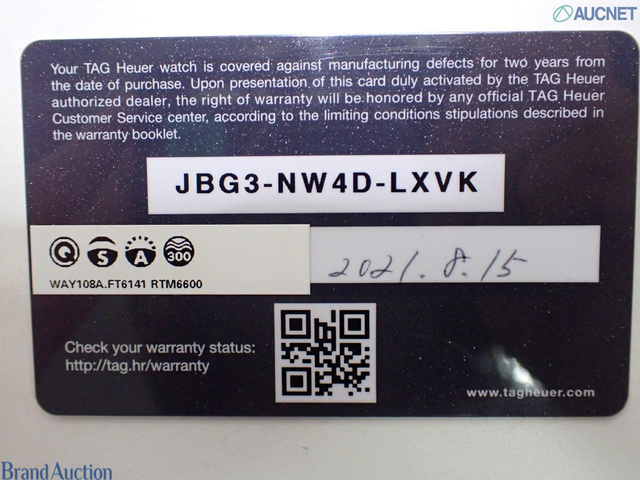 AUCNET
Your TAG Heuer watch is covered against manufacturing defects for two years from
the date of purchase. Upon presentation of this card duly activated by the TAG Heuer
authorized dealer, the right of warranty will be honored by any official TAG Heuer
Customer Service center, according to the limiting conditions stipulations described in
the warranty booklet.
JBG3-NW4D-LXVK
Q S A 300
WAY108A.FT6141 RTM6600
2021.8.15
Check your warranty status:
http://tag.hr/warranty
www.tagheuer.com
Brand Auction